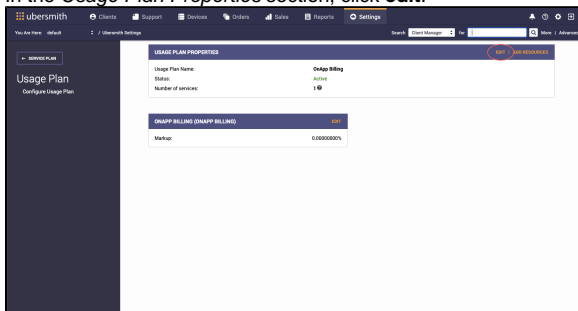 In the Usage Plan Properties section, click edit.
ubersmith Clients Support Devices Orders Sales Reports Settings
You Are Here: default / Ubersmith Settings Search Client Manager for More | Advanced
← SERVICE PLAN
Usage Plan
Configure Usage Plan
USAGE PLAN PROPERTIES EDIT | ADD RESOURCES
Usage Plan Name: OnApp Billing
Status: Active
Number of services: 1
ONAPP BILLING (ONAPP BILLING) EDIT
Markup: 0.00000000%